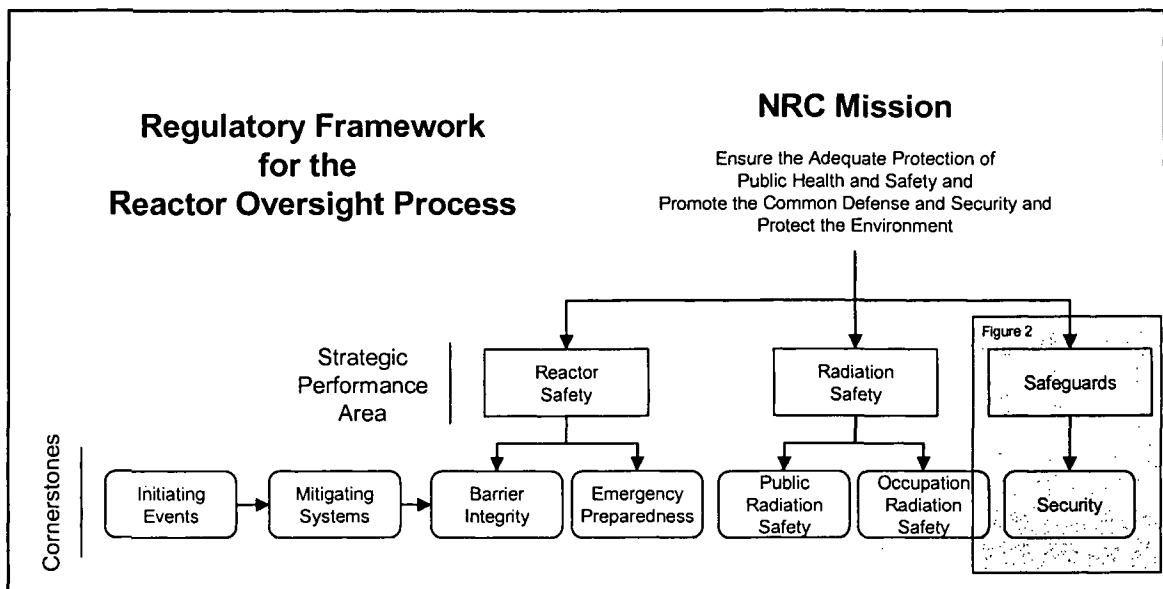 Regulatory Framework
for the
Reactor Oversight Process
NRC Mission
Ensure the Adequate Protection of
Public Health and Safety and
Promote the Common Defense and Security and
Protect the Environment
Figure 2
Strategic
Performance
Area
Reactor
Safety
Radiation
Safety
Safeguards
Cornerstones
Initiating
Events
Mitigating
Systems
Barrier
Integrity
Emergency
Preparedness
Public
Radiation
Safety
Occupation
Radiation
Safety
Security